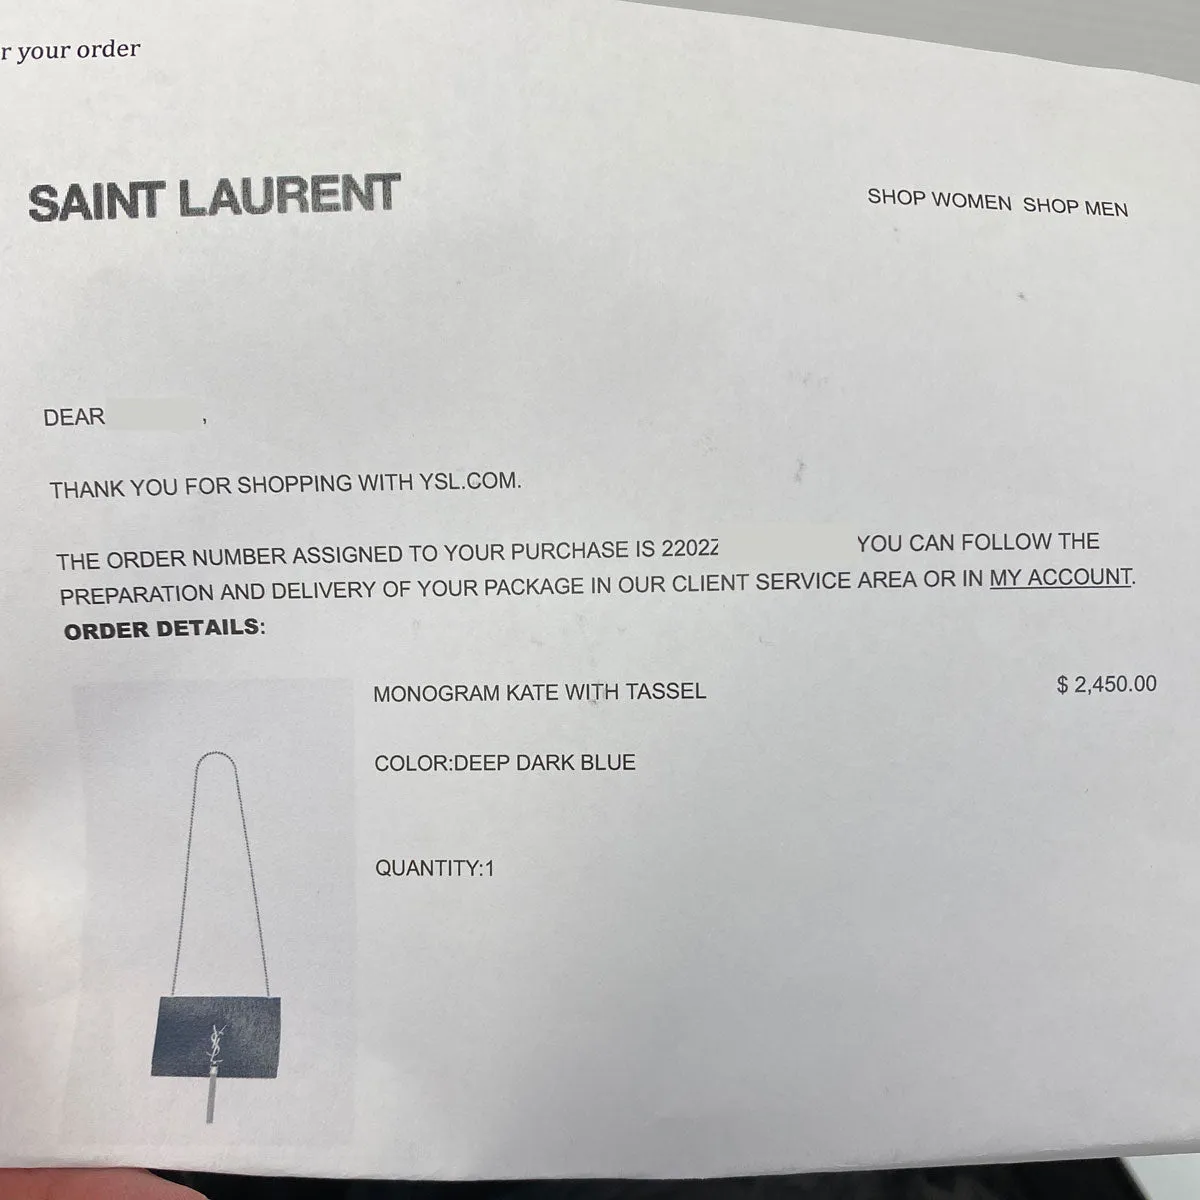 r your order
SAINT LAURENT
SHOP WOMEN SHOP MEN
DEAR ,
THANK YOU FOR SHOPPING WITH YSL.COM.
THE ORDER NUMBER ASSIGNED TO YOUR PURCHASE IS 22022 YOU CAN FOLLOW THE
PREPARATION AND DELIVERY OF YOUR PACKAGE IN OUR CLIENT SERVICE AREA OR IN MY ACCOUNT.
ORDER DETAILS:
MONOGRAM KATE WITH TASSEL $ 2,450.00
COLOR:DEEP DARK BLUE
QUANTITY:1
YSL